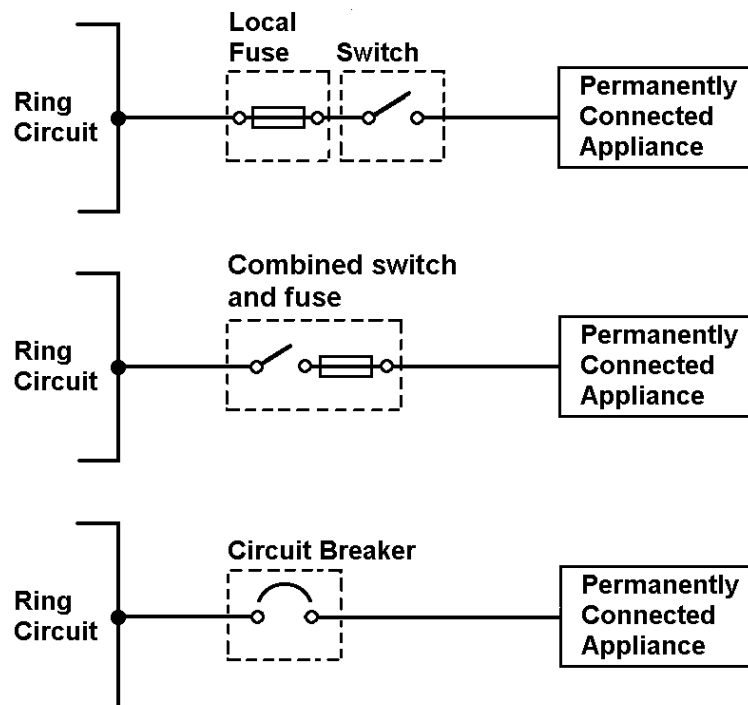 Local
Fuse
Switch
Ring
Circuit
Permanently
Connected
Appliance
Combined switch
and fuse
Ring
Circuit
Permanently
Connected
Appliance
Circuit Breaker
Ring
Circuit
Permanently
Connected
Appliance